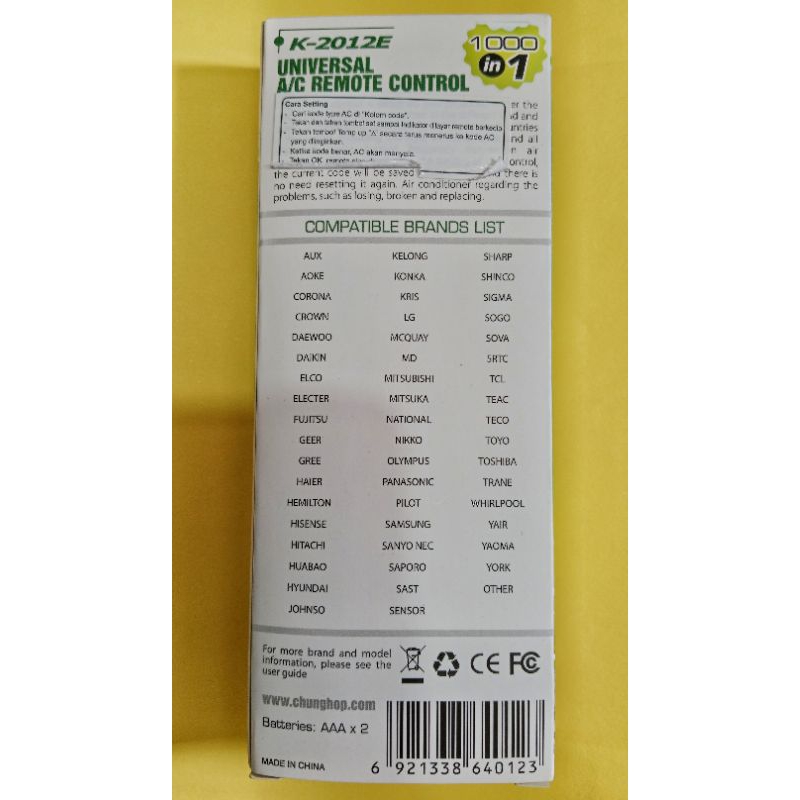 K-2012E
UNIVERSAL
A/C REMOTE CONTROL
1000
in 1
Cara Setting
- Cari kode type AC di "Kolom code".
- Tekan dan tahan tombol set sampai indikator dilayar remote berkedip
- Tekan tombol Temp up "Λ" secara terus menerus ke kode AC
yang diinginkan.
- Ketika kode benar, AC akan menyala.
- Tekan OK, remote
the current code will be saved there is
no need resetting it again. Air conditioner regarding the
problems, such as losing, broken and replacing.
COMPATIBLE BRANDS LIST
AUX KELONG SHARP
AOKE KONKA SHINCO
CORONA KRIS SIGMA
CROWN LG SOGO
DAEWOO MCQUAY SOVA
DAIKIN MD SRTC
ELCO MITSUBISHI TCL
ELECTER MITSUKA TEAC
FUJITSU NATIONAL TECO
GEER NIKKO TOYO
GREE OLYMPUS TOSHIBA
HAIER PANASONIC TRANE
HEMILTON PILOT WHIRLPOOL
HISENSE SAMSUNG YAIR
HITACHI SANYO NEC YAOMA
HUABAO SAPORO YORK
HYUNDAI SAST OTHER
JOHNSO SENSOR
For more brand and model
information, please see the
user guide
CE FC
www.chunghop.com
Batteries: AAA x 2
MADE IN CHINA
6 921338 640123